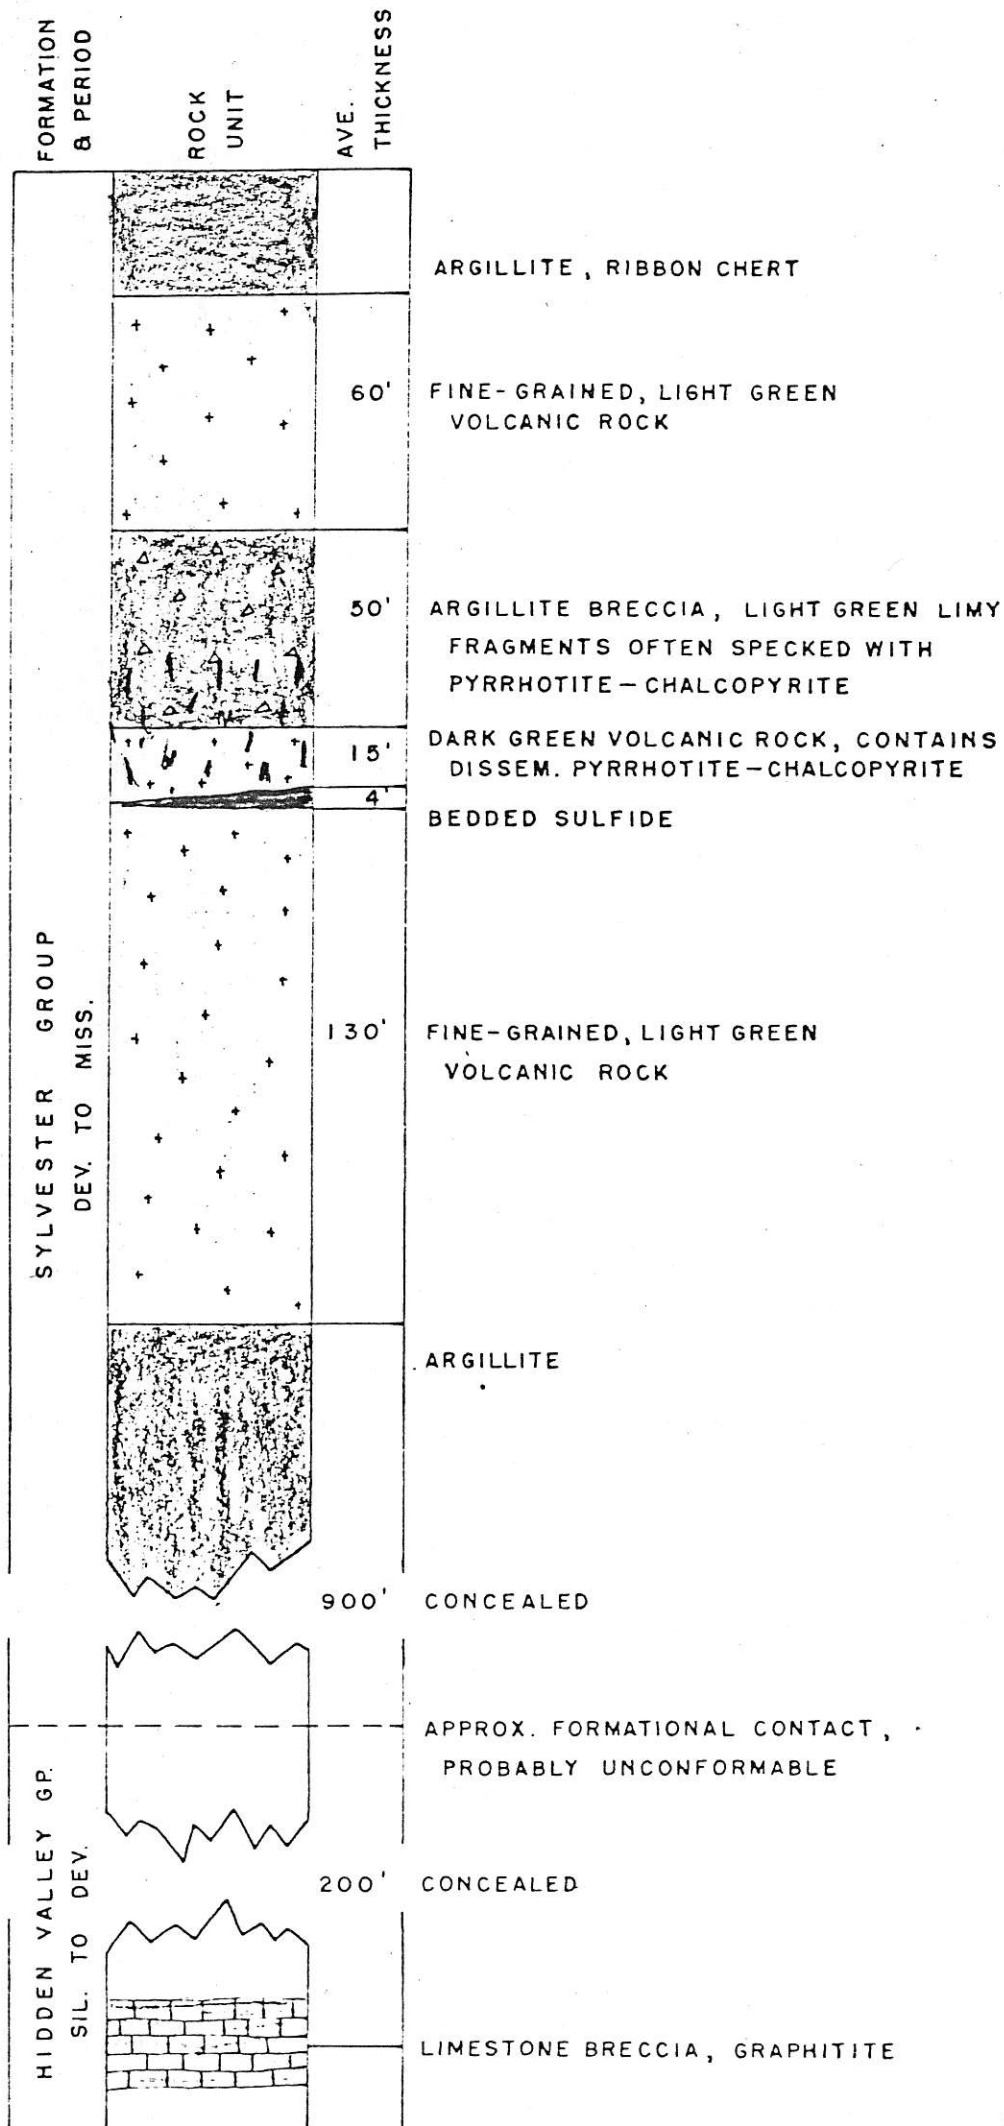 FORMATION
& PERIOD
ROCK
UNIT
AVE.
THICKNESS
ARGILLITE, RIBBON CHERT
60' FINE-GRAINED, LIGHT GREEN
VOLCANIC ROCK
50' ARGILLITE BRECCIA, LIGHT GREEN LIMY
FRAGMENTS OFTEN SPECKED WITH
PYRRHOTITE-CHALCOPYRITE
15' DARK GREEN VOLCANIC ROCK, CONTAINS
DISSEM. PYRRHOTITE-CHALCOPYRITE
4'
BEDDED SULFIDE
SYLVESTER GROUP
DEV. TO MISS.
130' FINE-GRAINED, LIGHT GREEN
VOLCANIC ROCK
ARGILLITE
900' CONCEALED
APPROX. FORMATIONAL CONTACT,
PROBABLY UNCONFORMABLE
HIDDEN VALLEY GP.
SIL. TO DEV.
200' CONCEALED
LIMESTONE BRECCIA, GRAPHITITE